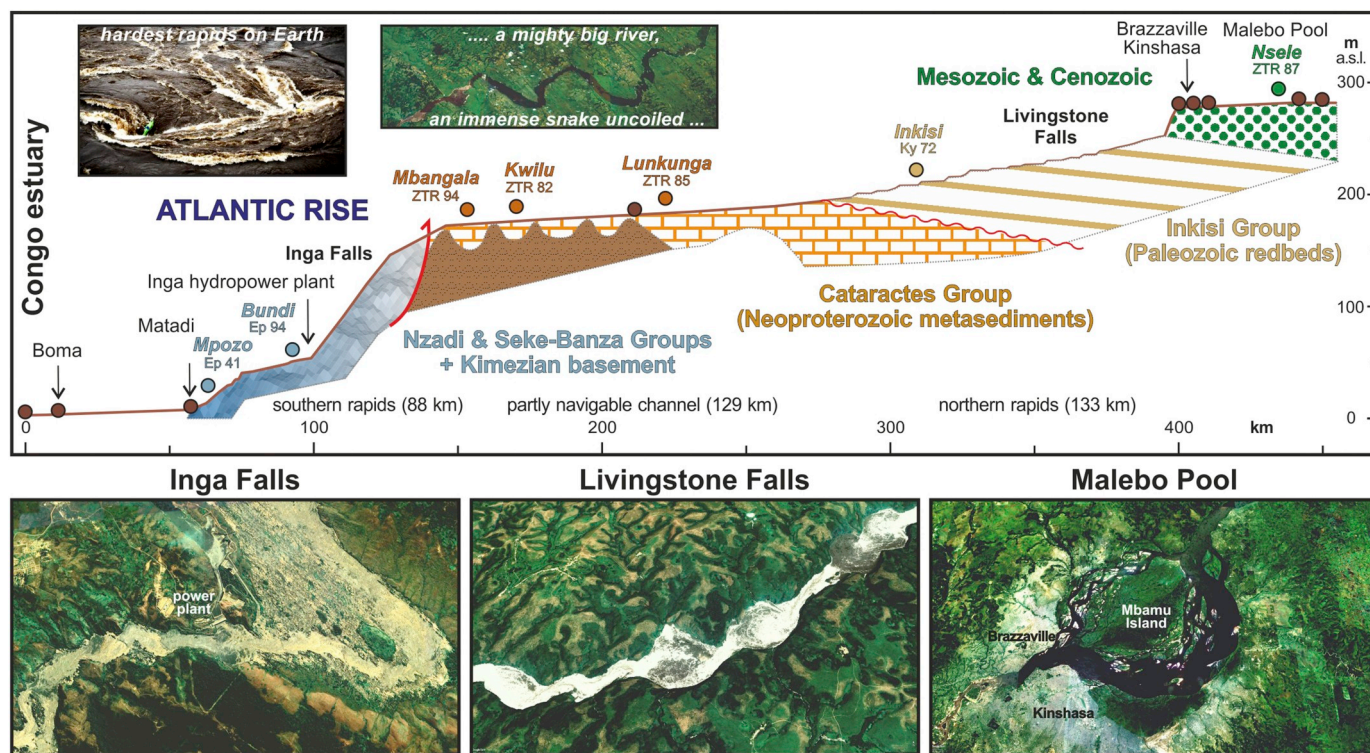 hardest rapids on Earth
.... a mighty big river,
an immense snake uncoiled ...
Brazzaville
Kinshasa
Malebo Pool
m
a.s.l.
Nsele
ZTR 87
Mesozoic & Cenozoic
300
Livingstone
Falls
Inkisi
Ky 72
Mbangala
ZTR 94
Kwilu
ZTR 82
Lunkunga
ZTR 85
200
Congo estuary
ATLANTIC RISE
Inga Falls
Inkisi Group
(Paleozoic redbeds)
Inga hydropower plant
Bundi
Ep 94
Matadi
Mpozo
Ep 41
Boma
Cataractes Group
(Neoproterozoic metasediments)
100
Nzadi & Seke-Banza Groups
+ Kimezian basement
southern rapids (88 km)
partly navigable channel (129 km)
northern rapids (133 km)
0
0
100
200
300
400
km
Inga Falls
Livingstone Falls
Malebo Pool
power
plant
Mbamu
Island
Brazzaville
Kinshasa